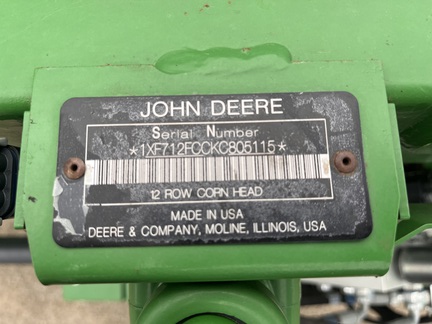 JOHN DEERE
Serial Number
*1XF712FCCKC805115*
12 ROW CORN HEAD
MADE IN USA
DEERE & COMPANY, MOLINE, ILLINOIS, USA